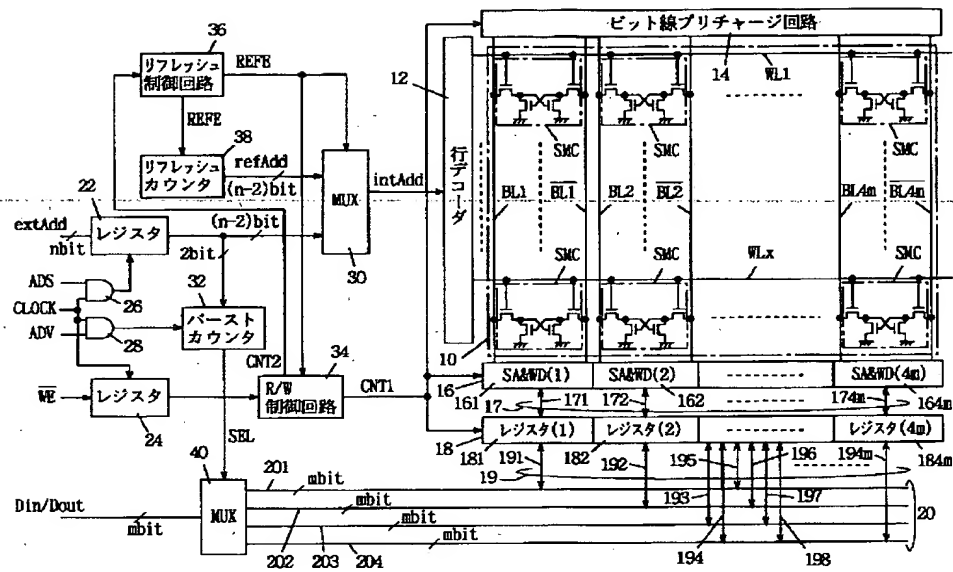 ビット線プリチャージ回路
36
リフレッシュ
制御回路
REFE
REFE
38
リフレッシュ
カウンタ
refAdd
(n-2)bit
22
extAdd
nbit
レジスタ
(n-2)bit
2bit
MUX
30
intAdd
ADS
CLOCK
ADV
26
28
32
バースト
カウンタ
WE
レジスタ
24
CNT2
34
R/W
制御回路
CNT1
SEL
40
MUX
Din/Dout
mbit
12
行デコーダ
10
14
WL1
SMC
SMC
SMC
BL1
BL1
BL2
BL2
BL4m
BL4m
SMC
SMC
WLx
SMC
16
SA&WD(1)
SA&WD(2)
SA&WD(4m)
161
17
171
172
162
174m
164m
18
レジスタ(1)
レジスタ(2)
レジスタ(4m)
181
191
182
192
195
196
194m
184m
19
193
197
194
198
201
mbit
mbit
mbit
mbit
202
203
204
20